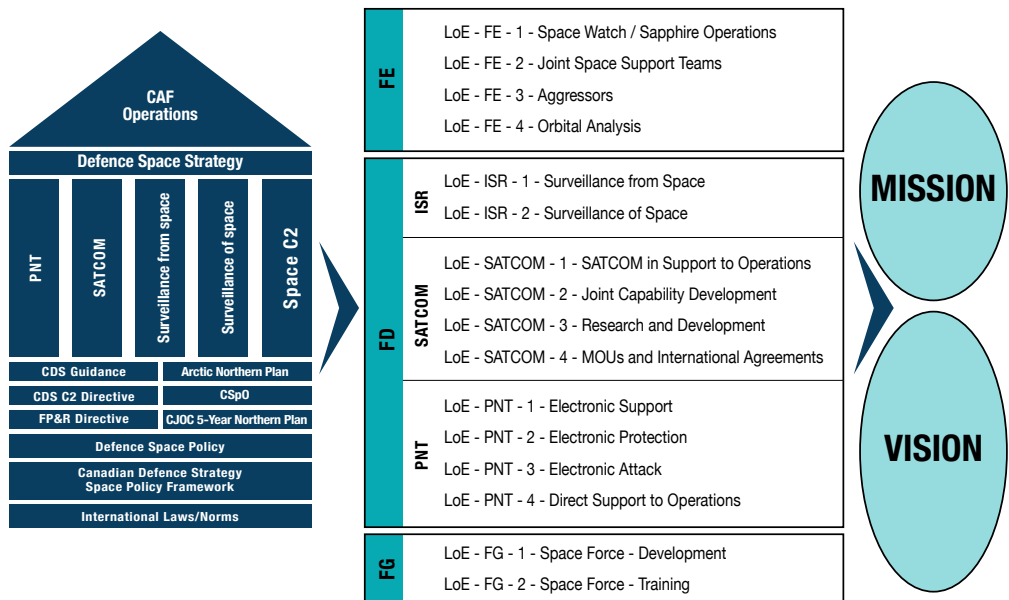 CAF
Operations
Defence Space Strategy
PNT
SATCOM
Surveillance from space
Surveillance of space
Space C2
CDS Guidance
Arctic Northern Plan
CDS C2 Directive
CSpO
FP&R Directive
CJOC 5-Year Northern Plan
Defence Space Policy
Canadian Defence Strategy
Space Policy Framework
International Laws/Norms
FE
LoE - FE - 1 - Space Watch / Sapphire Operations
LoE - FE - 2 - Joint Space Support Teams
LoE - FE - 3 - Aggressors
LoE - FE - 4 - Orbital Analysis
FD
ISR
LoE - ISR - 1 - Surveillance from Space
LoE - ISR - 2 - Surveillance of Space
SATCOM
LoE - SATCOM - 1 - SATCOM in Support to Operations
LoE - SATCOM - 2 - Joint Capability Development
LoE - SATCOM - 3 - Research and Development
LoE - SATCOM - 4 - MOUs and International Agreements
PNT
LoE - PNT - 1 - Electronic Support
LoE - PNT - 2 - Electronic Protection
LoE - PNT - 3 - Electronic Attack
LoE - PNT - 4 - Direct Support to Operations
FG
LoE - FG - 1 - Space Force - Development
LoE - FG - 2 - Space Force - Training
MISSION
VISION